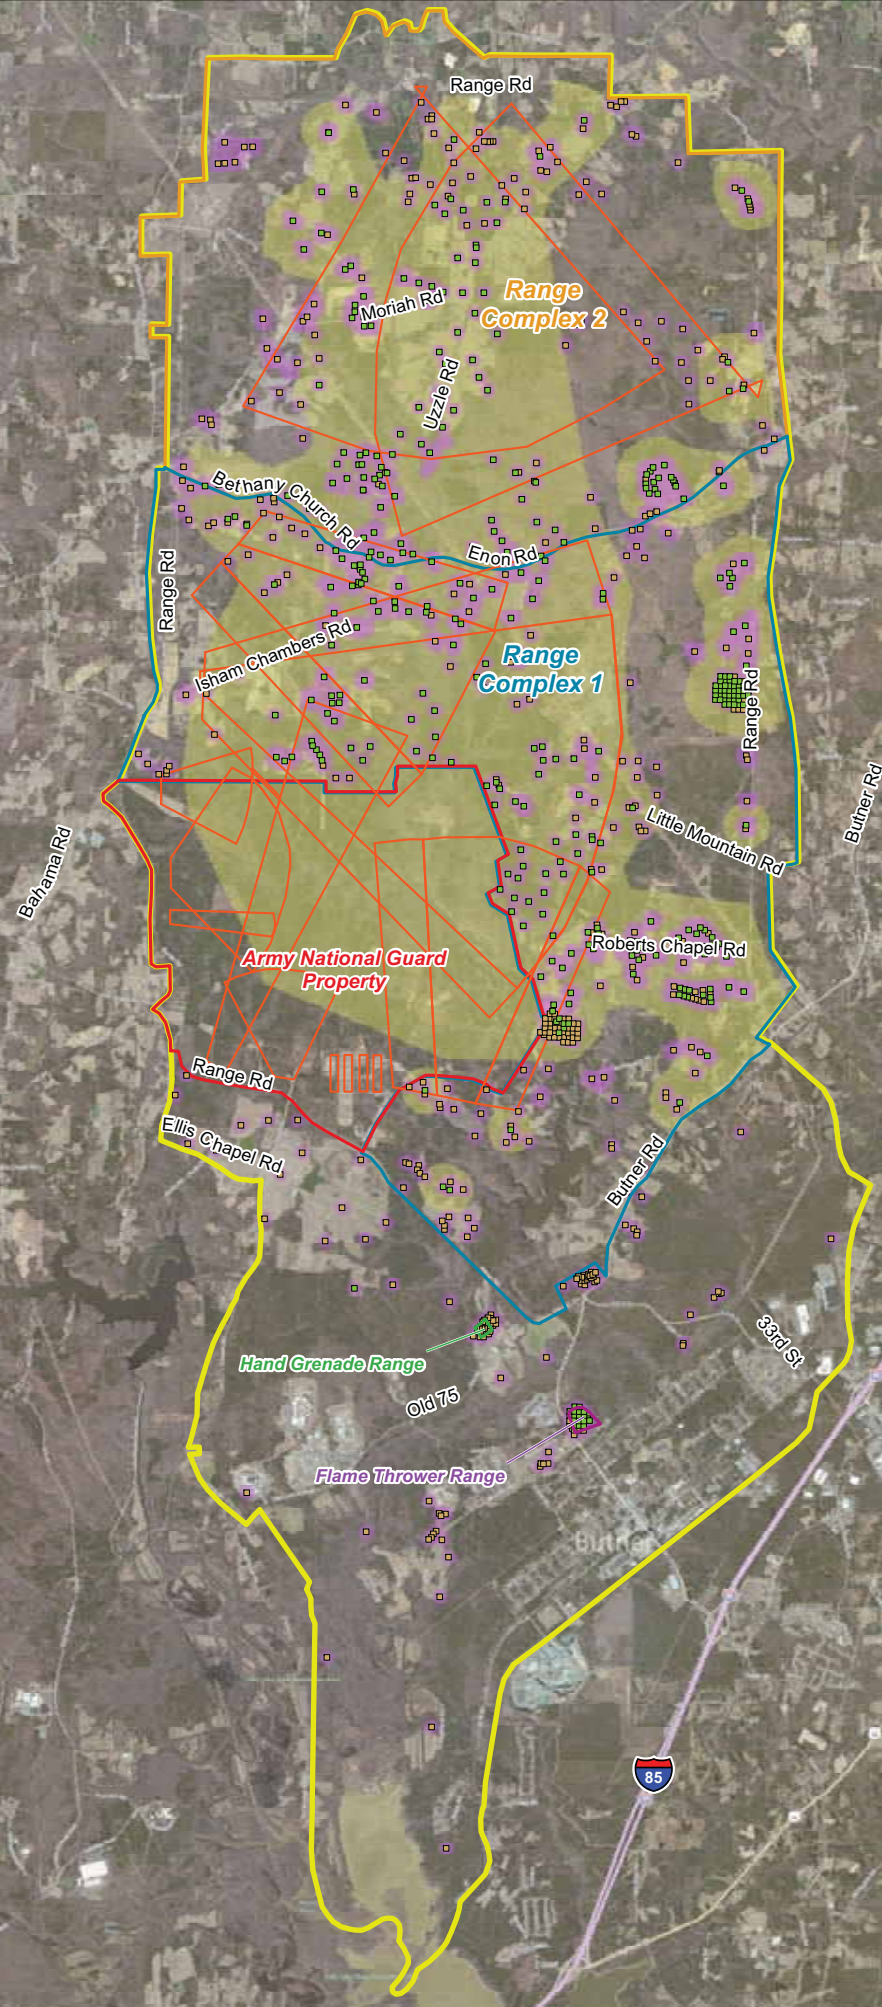 Range Rd
Range
Complex 2
Moriah Rd
Uzzle Rd
Bethany Church Rd
Enon Rd
Range Rd
Isham Chambers Rd
Range
Complex 1
Range Rd
Butner Rd
Little Mountain Rd
Bahama Rd
Roberts Chapel Rd
Army National Guard
Property
Range Rd
Ellis Chapel Rd
Butner Rd
33rd St
Hand Grenade Range
Old 75
Flame Thrower Range
Butner
85